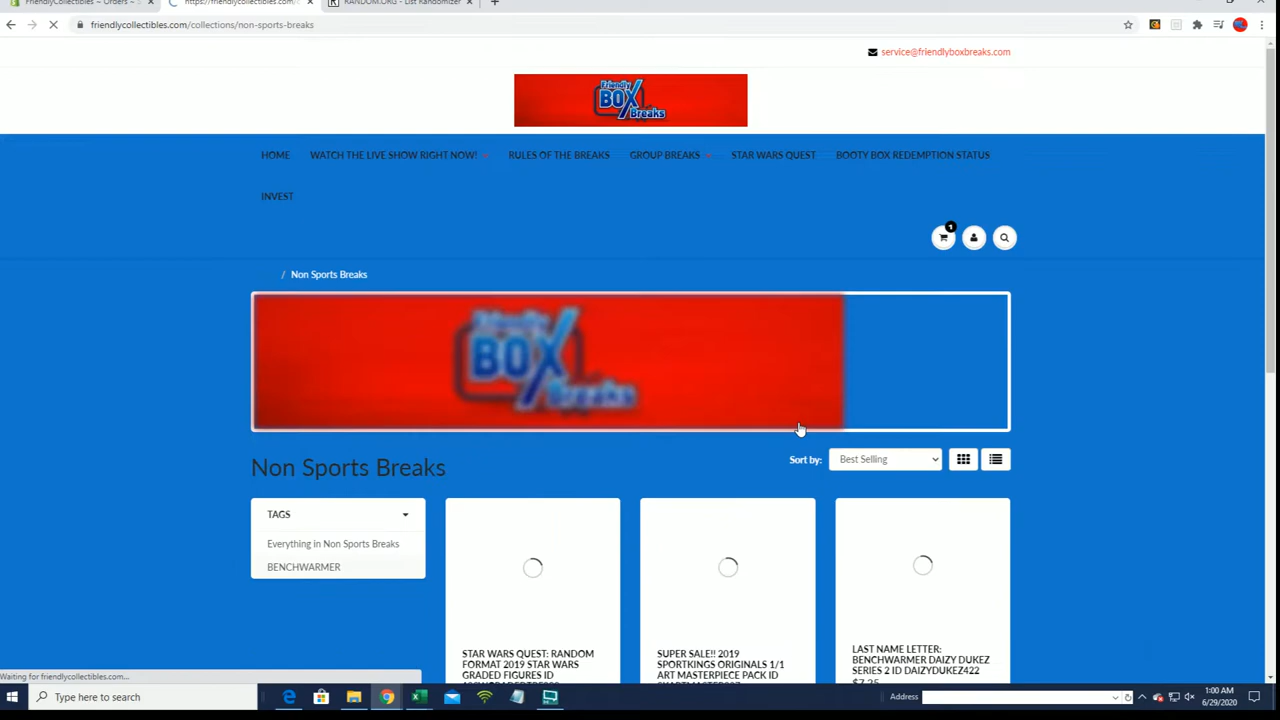 FriendlyCollectibles ~ Orders ~ S
https://friendlycollectibles.com/
RANDOM.ORG - List Randomizer
friendlycollectibles.com/collections/non-sports-breaks
service@friendlyboxbreaks.com
Friendly
BOX
Breaks
HOME
WATCH THE LIVE SHOW RIGHT NOW!
RULES OF THE BREAKS
GROUP BREAKS
STAR WARS QUEST
BOOTY BOX REDEMPTION STATUS
INVEST
1
/ Non Sports Breaks
Friendly
BOX
Breaks
Non Sports Breaks
Sort by:
Best Selling
TAGS
Everything in Non Sports Breaks
BENCHWARMER
STAR WARS QUEST: RANDOM
FORMAT 2019 STAR WARS
GRADED FIGURES ID
SUPER SALE!! 2019
SPORTKINGS ORIGINALS 1/1
ART MASTERPIECE PACK ID
LAST NAME LETTER:
BENCHWARMER DAIZY DUKEZ
SERIES 2 ID DAIZYDUKEZ422
$7.25
Waiting for friendlycollectibles.com...
Type here to search
Address
1:00 AM
6/29/2020